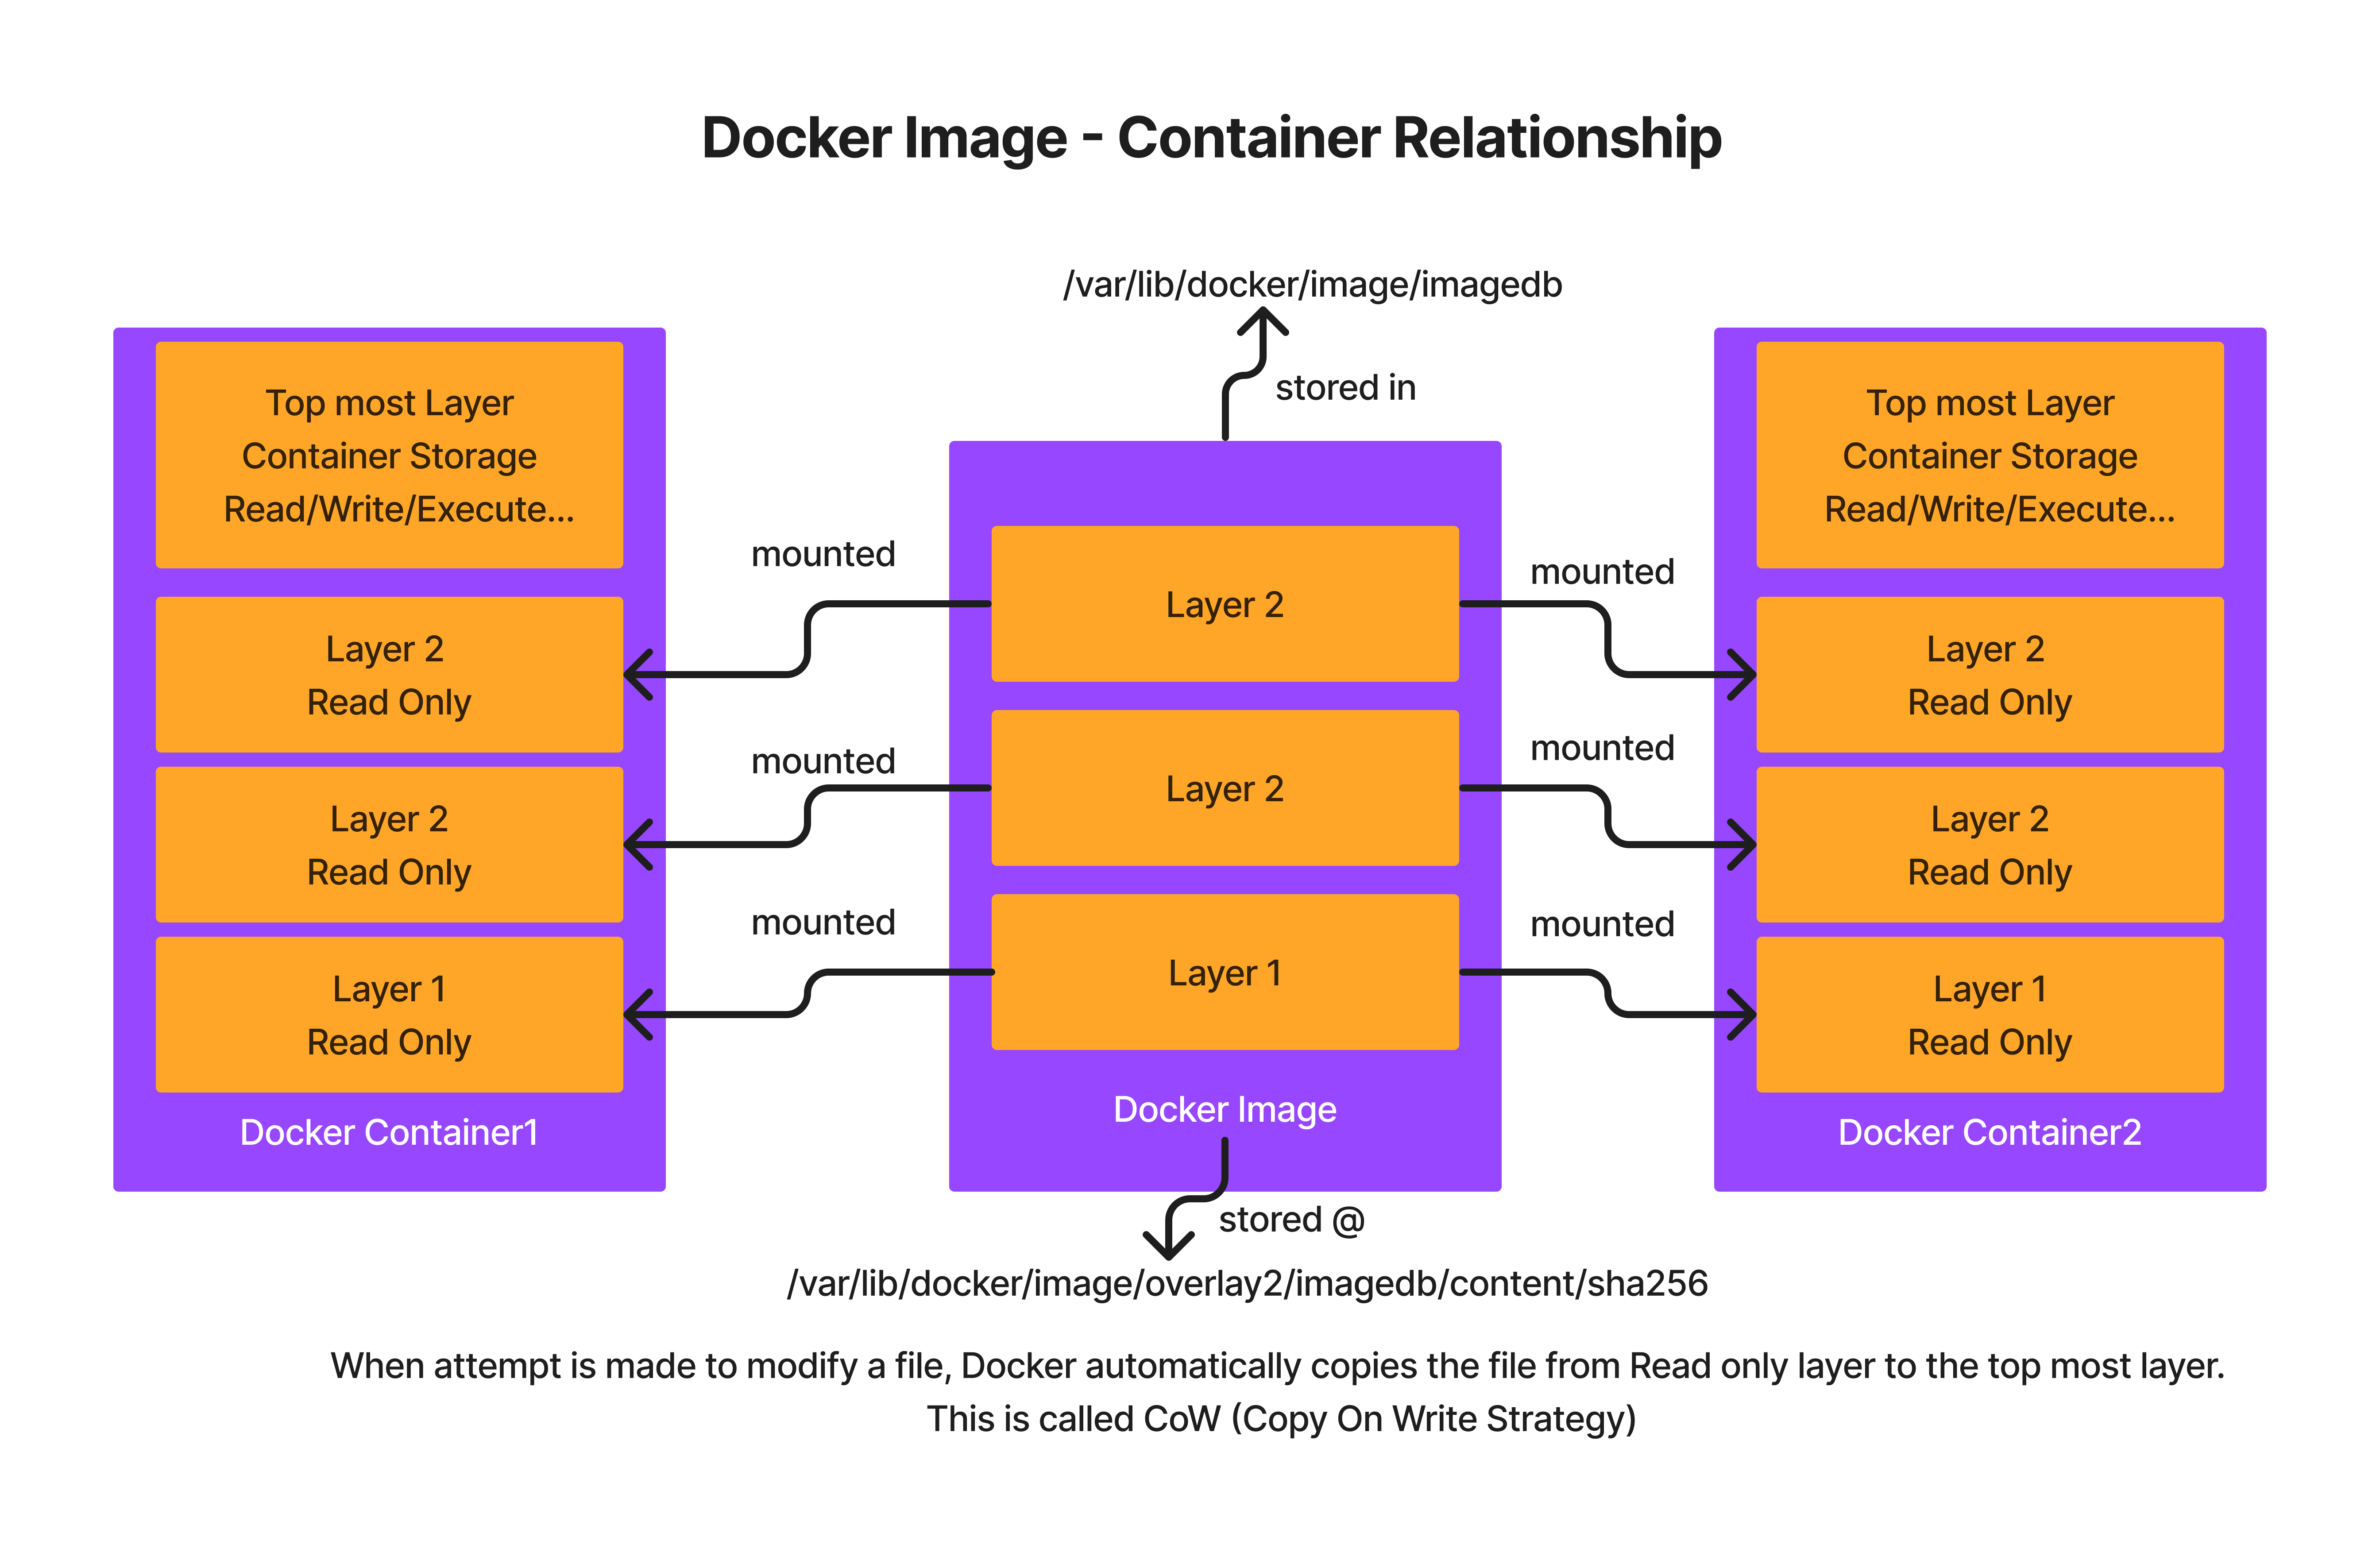 Docker Image - Container Relationship
/var/lib/docker/image/imagedb
stored in
Top most Layer
Container Storage
Read/Write/Execute...
Layer 2
Read Only
Layer 2
Read Only
Layer 1
Read Only
Docker Container1
mounted
mounted
mounted
Layer 2
Layer 2
Layer 1
Docker Image
mounted
mounted
mounted
Top most Layer
Container Storage
Read/Write/Execute...
Layer 2
Read Only
Layer 2
Read Only
Layer 1
Read Only
Docker Container2
stored @
/var/lib/docker/image/overlay2/imagedb/content/sha256
When attempt is made to modify a file, Docker automatically copies the file from Read only layer to the top most layer.
This is called CoW (Copy On Write Strategy)